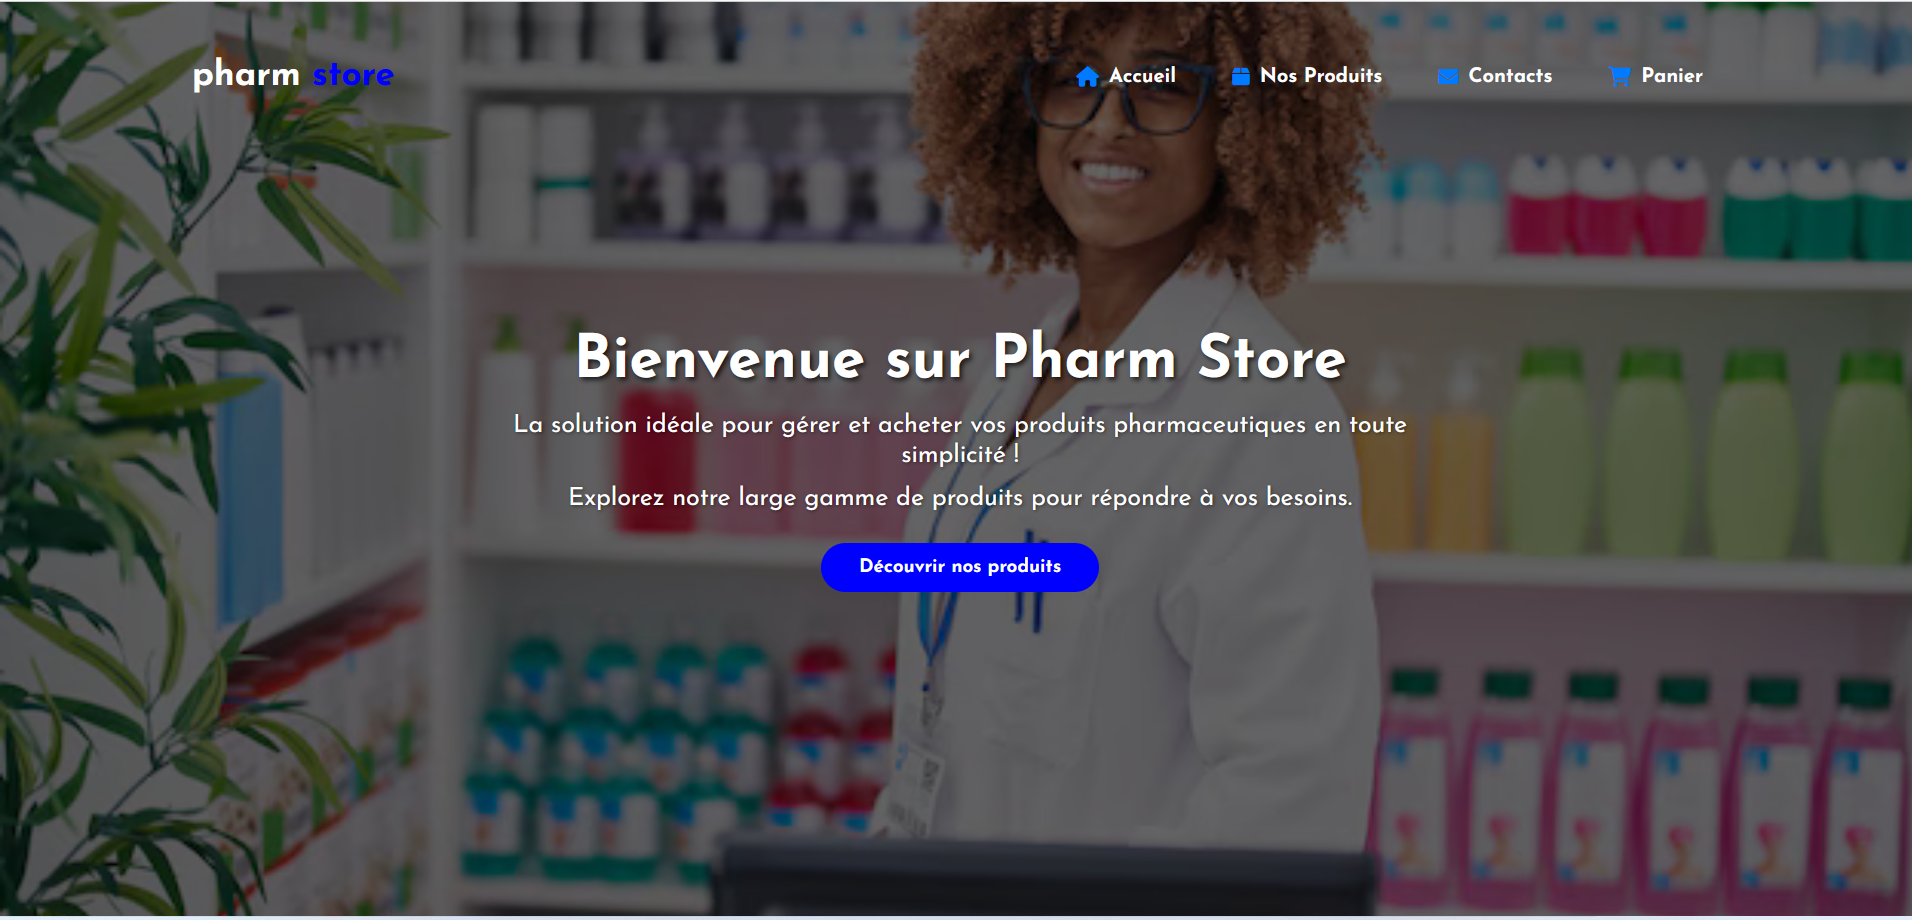 pharm store
Accueil
Nos Produits
Contacts
Panier
Bienvenue sur Pharm Store
La solution idéale pour gérer et acheter vos produits pharmaceutiques en toute
simplicité !
Explorez notre large gamme de produits pour répondre à vos besoins.
Découvrir nos produits